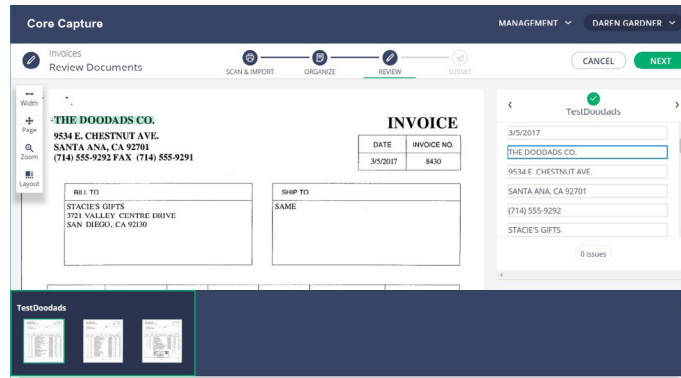 Core Capture
MANAGEMENT
DAREN GARDNER
Invoices
Review Documents
SCAN & IMPORT
ORGANIZE
REVIEW
SUBMIT
CANCEL
NEXT
Width
Page
Zoom
Layout
THE DOODADS CO.
9534 E. CHESTNUT AVE.
SANTA ANA, CA 92701
(714) 555-9292 FAX (714) 555-9291
INVOICE
DATE INVOICE NO.
3/5/2017 8430
BILL TO
STACIE'S GIFTS
3721 VALLEY CENTRE DRIVE
SAN DIEGO, CA 92130
SHIP TO
SAME
TestDoodads
3/5/2017
THE DOODADS CO.
9534 E. CHESTNUT AVE.
SANTA ANA, CA 92701
(714) 555-9292
STACIE'S GIFTS
0 issues
TestDoodads